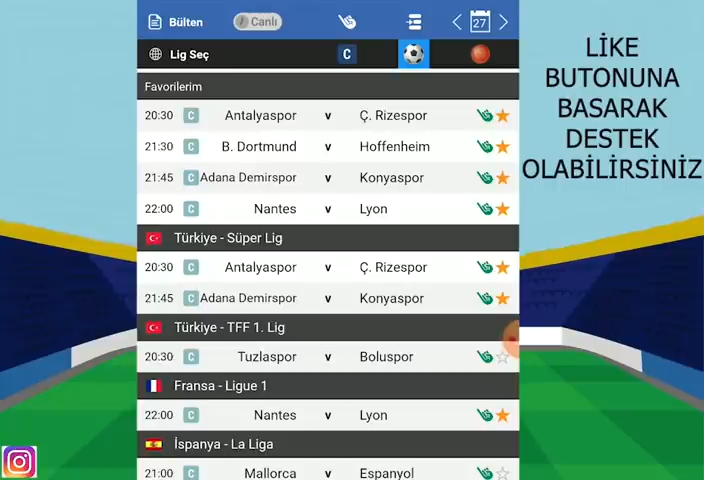 Bülten
Canlı
27
Lig Seç
C
Favorilerim
20:30 C Antalyaspor v Ç. Rizespor
21:30 C B. Dortmund v Hoffenheim
21:45 C Adana Demirspor v Konyaspor
22:00 C Nantes v Lyon
Türkiye - Süper Lig
20:30 C Antalyaspor v Ç. Rizespor
21:45 C Adana Demirspor v Konyaspor
Türkiye - TFF 1. Lig
20:30 C Tuzlaspor v Boluspor
Fransa - Ligue 1
22:00 C Nantes v Lyon
İspanya - La Liga
21:00 C Mallorca v Espanyol
LİKE
BUTONUNA
BASARAK
DESTEK
OLABİLİRSİNİZ